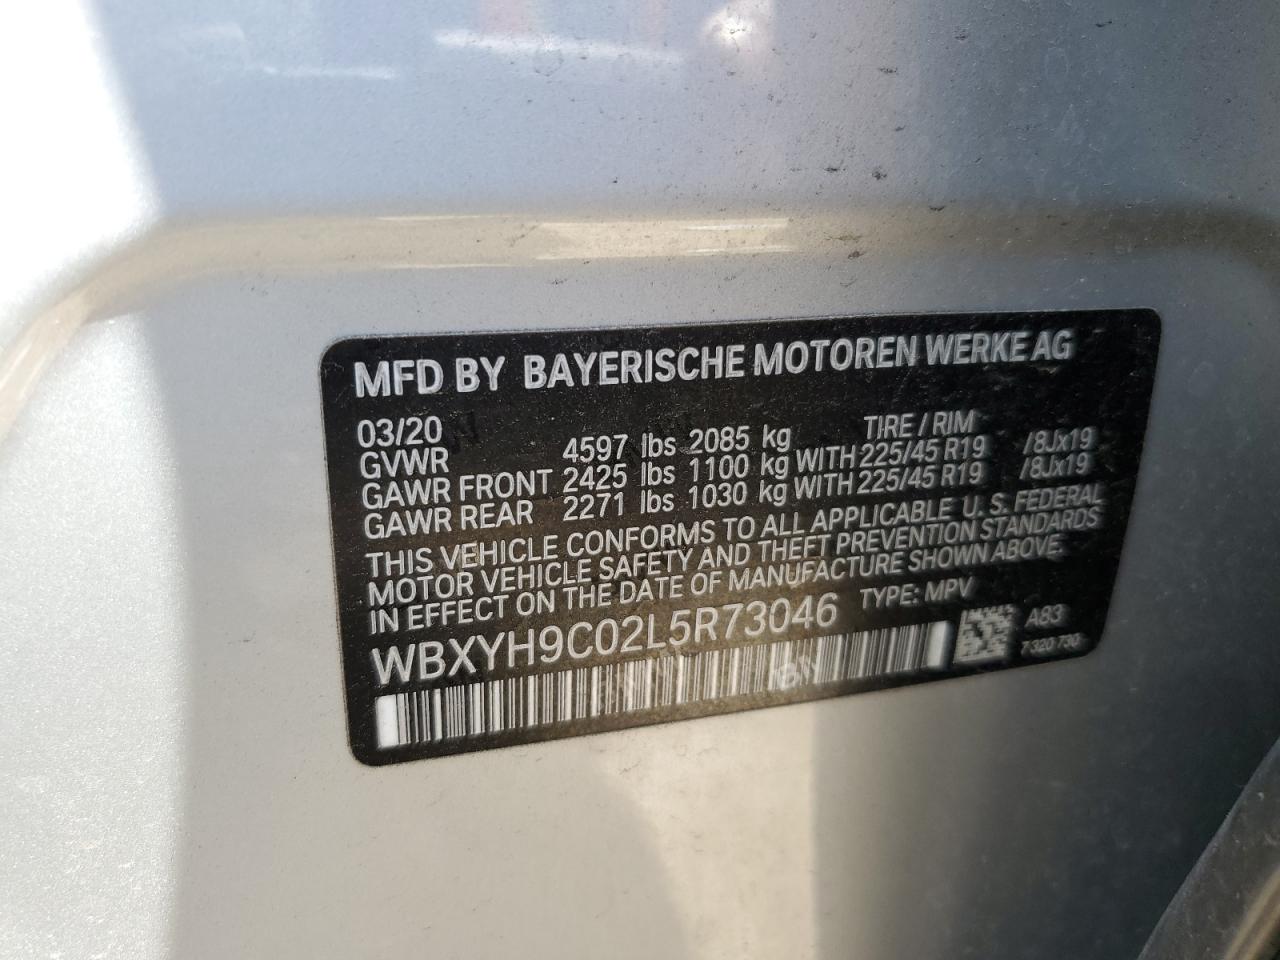 MFD BY BAYERISCHE MOTOREN WERKE AG
03/20 TIRE / RIM
GVWR 4597 lbs 2085 kg
GAWR FRONT 2425 lbs 1100 kg WITH 225/45 R19 /8Jx19
GAWR REAR 2271 lbs 1030 kg WITH 225/45 R19 /8Jx19
THIS VEHICLE CONFORMS TO ALL APPLICABLE U. S. FEDERAL
MOTOR VEHICLE SAFETY AND THEFT PREVENTION STANDARDS
IN EFFECT ON THE DATE OF MANUFACTURE SHOWN ABOVE.
WBXYH9C02L5R73046 TYPE: MPV
A83
7320 730